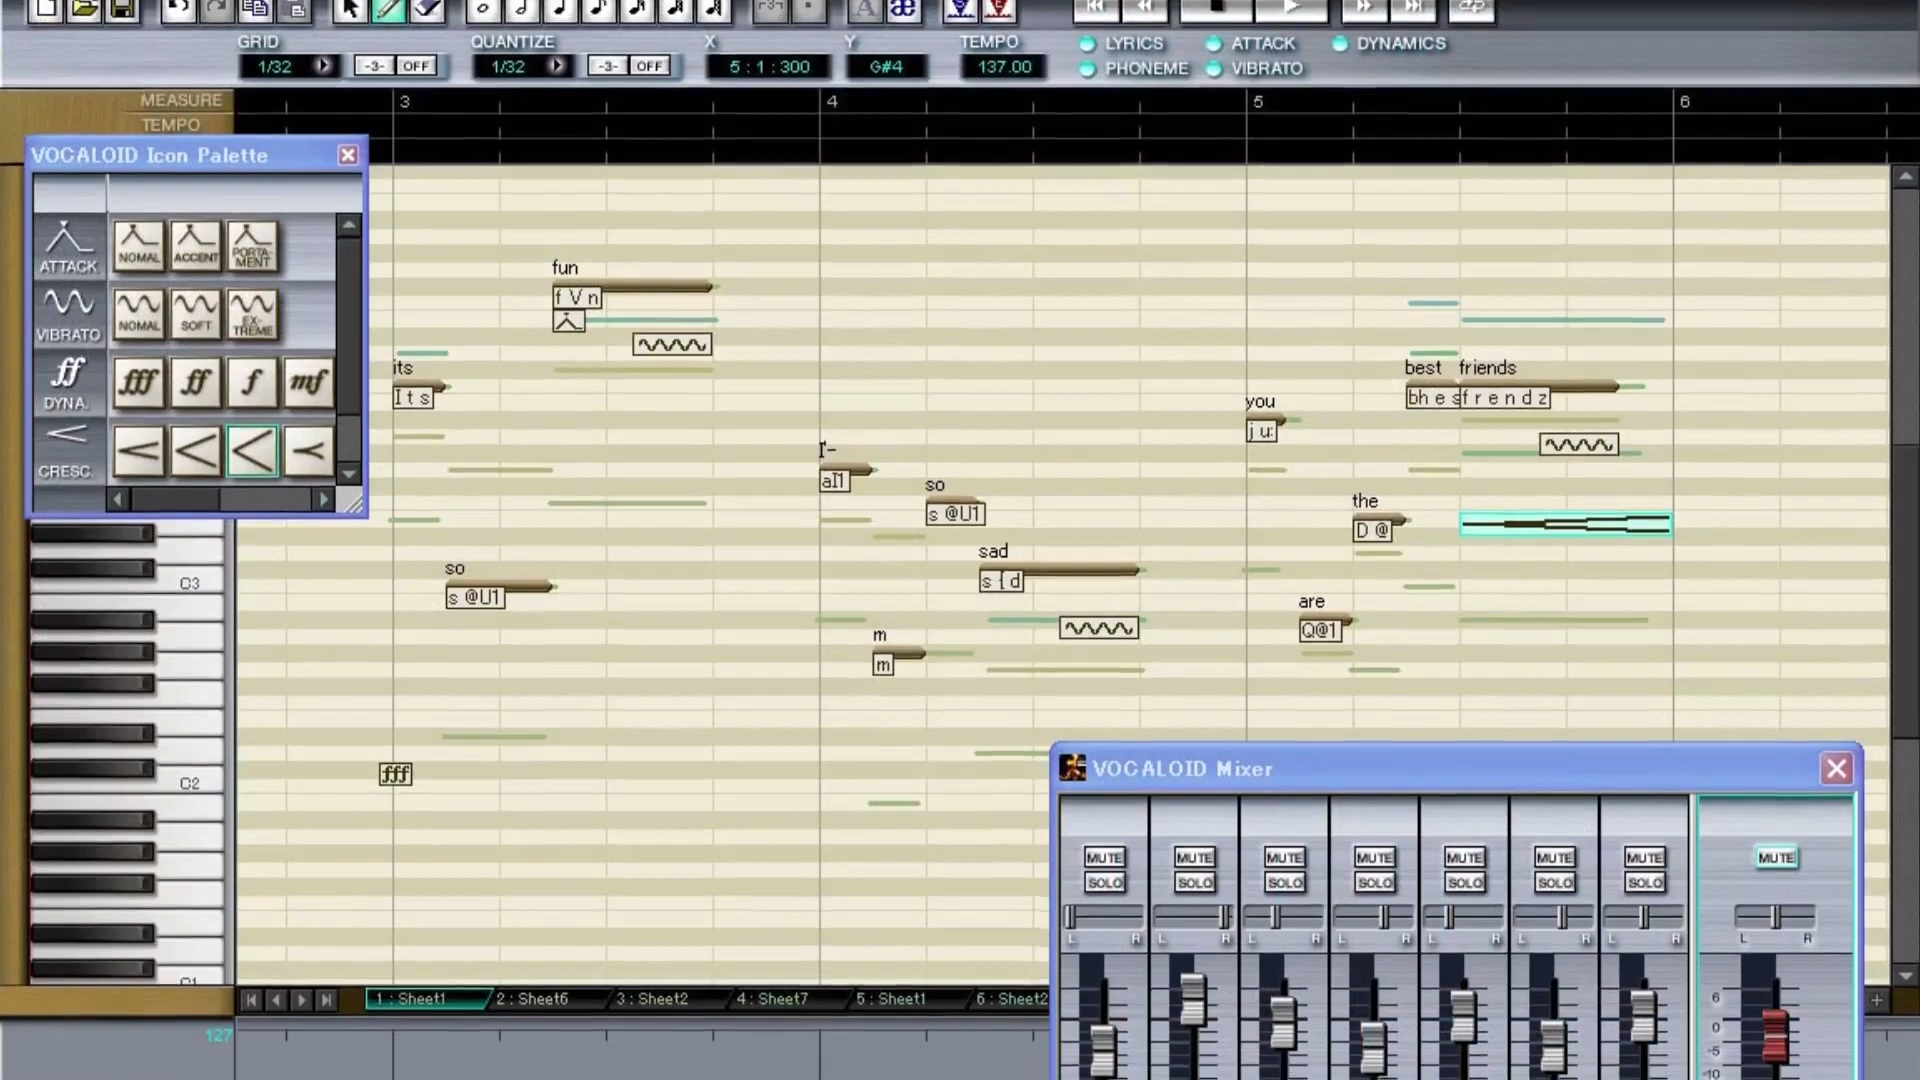 A æ
GRID QUANTIZE X Y TEMPO LYRICS ATTACK DYNAMICS
1/32 -3- OFF 1/32 -3- OFF 5 : 1 : 300 G#4 137.00 PHONEME VIBRATO
MEASURE 3 4 5 6
TEMPO
VOCALOID Icon Palette
ATTACK NOMAL ACCENT PORTA-MENT
VIBRATO NOMAL SOFT EX-TREME
ff DYNA. fff ff f mf
CRESC.
fun
f V n
its
I t s
best friends
bh e s f r e n d z
you
j u:
I'-
aI1
so
s @U1
the
D @
sad
s { d
so
s @U1
are
Q@1
m
m
fff
C3
C2
C1
VOCALOID Mixer
MUTE MUTE MUTE MUTE MUTE MUTE MUTE MUTE
SOLO SOLO SOLO SOLO SOLO SOLO SOLO
L R L R L R L R L R L R L R L R
1 : Sheet1 2 : Sheet6 3 : Sheet2 4 : Sheet7 5 : Sheet1 6 : Sheet2
127
6
0
-5
-10